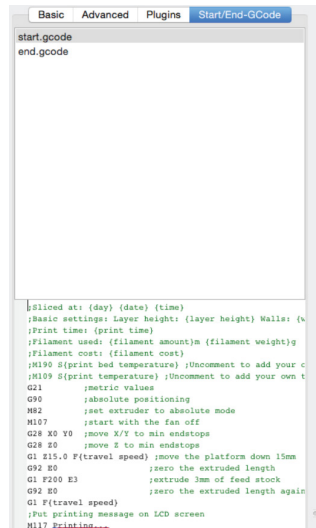 Basic Advanced Plugins Start/End-GCode
start.gcode
end.gcode
;Sliced at: {day} {date} {time}
;Basic settings: Layer height: {layer height} Walls: {w
;Print time: {print time}
;Filament used: {filament amount}m {filament weight}g
;Filament cost: {filament cost}
;M190 S{print bed temperature} ;Uncomment to add your c
;M109 S{print temperature} ;Uncomment to add your own t
G21 ;metric values
G90 ;absolute positioning
M82 ;set extruder to absolute mode
M107 ;start with the fan off
G28 X0 Y0 ;move X/Y to min endstops
G28 Z0 ;move Z to min endstops
G1 Z15.0 F{travel speed} ;move the platform down 15mm
G92 E0 ;zero the extruded length
G1 F200 E3 ;extrude 3mm of feed stock
G92 E0 ;zero the extruded length again
G1 F{travel speed}
;Put printing message on LCD screen
M117 Printing...